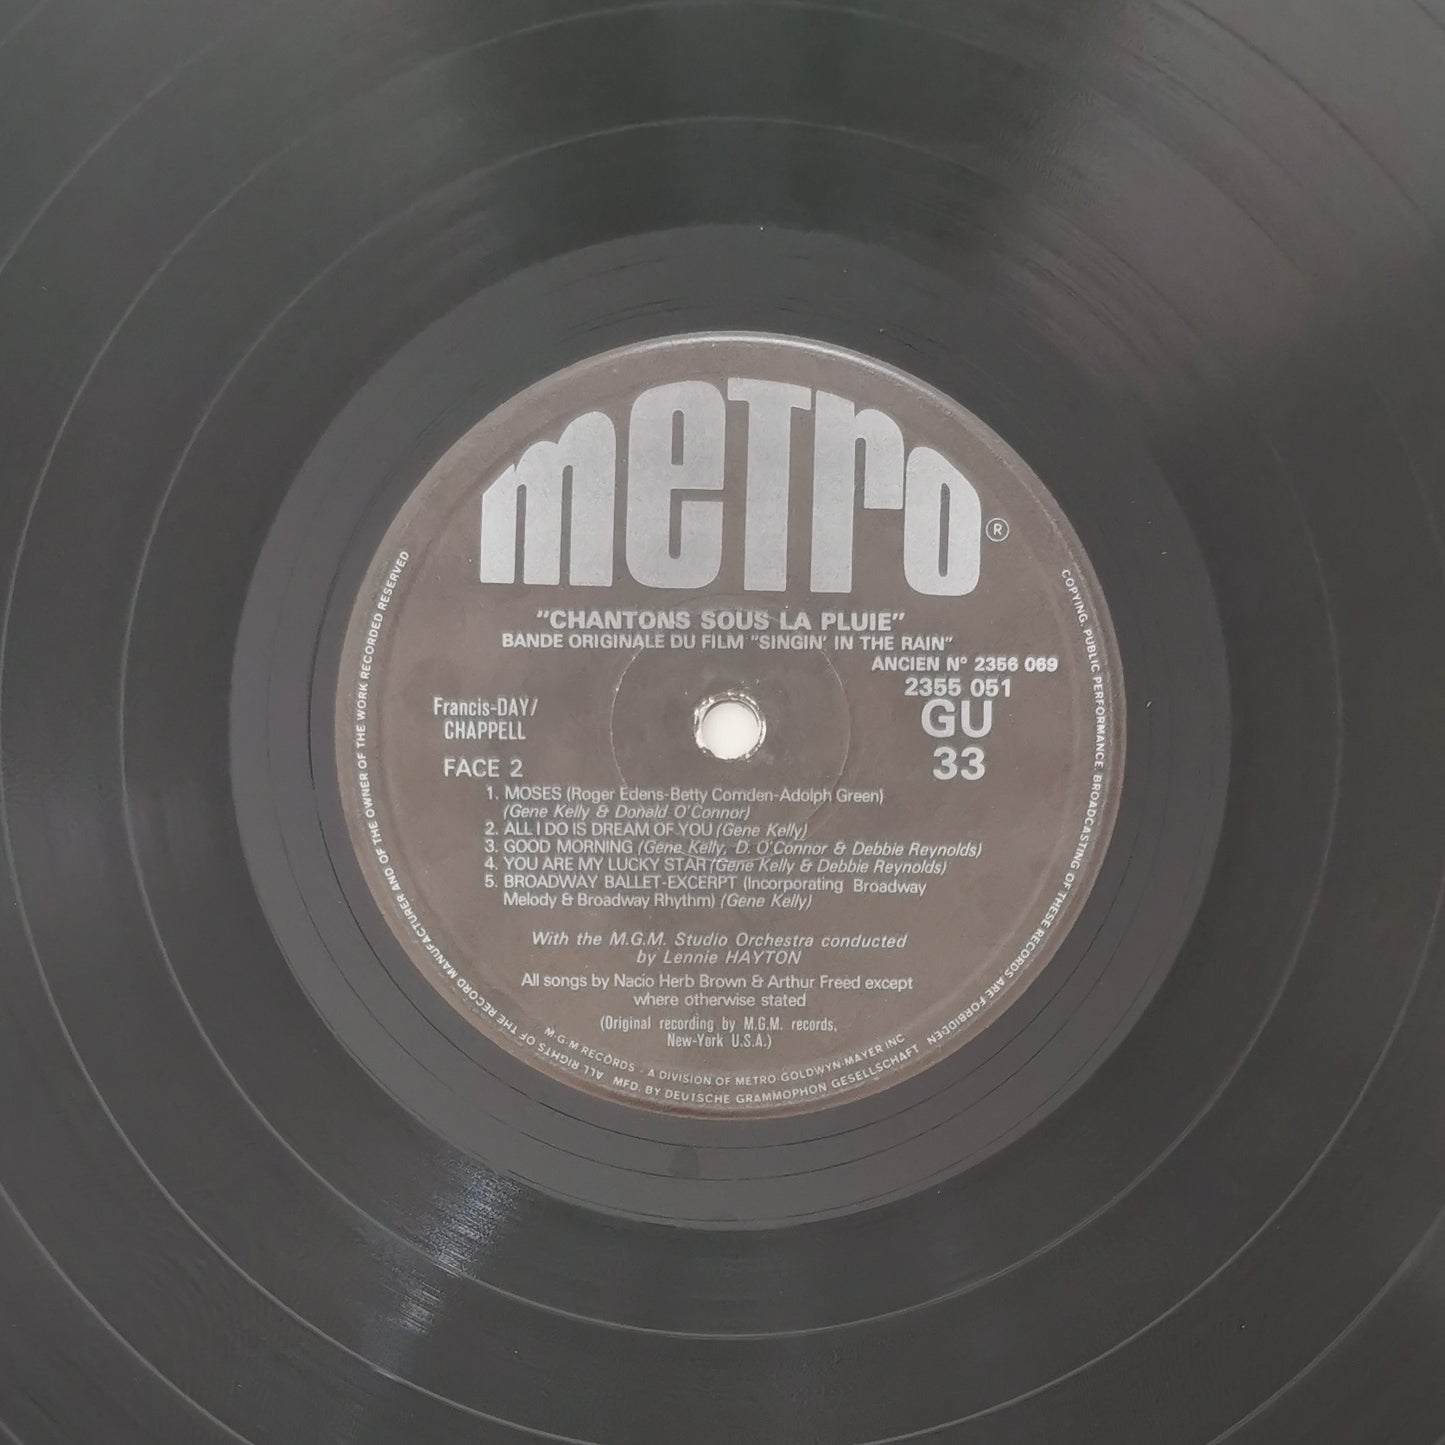 metro
®
"CHANTONS SOUS LA PLUIE"
BANDE ORIGINALE DU FILM "SINGIN' IN THE RAIN"
ANCIEN N° 2356 069
2355 051
GU
33
Francis-DAY/
CHAPPELL
FACE 2
1. MOSES (Roger Edens-Betty Comden-Adolph Green)
(Gene Kelly & Donald O'Connor)
2. ALL I DO IS DREAM OF YOU (Gene Kelly)
3. GOOD MORNING (Gene Kelly, D. O'Connor & Debbie Reynolds)
4. YOU ARE MY LUCKY STAR (Gene Kelly & Debbie Reynolds)
5. BROADWAY BALLET-EXCERPT (Incorporating Broadway
Melody & Broadway Rhythm) (Gene Kelly)
With the M.G.M. Studio Orchestra conducted
by Lennie HAYTON
All songs by Nacio Herb Brown & Arthur Freed except
where otherwise stated
(Original recording by M.G.M. records,
New-York U.S.A.)
M G M RECORDS - A DIVISION OF METRO-GOLDWYN-MAYER INC
MFD. BY DEUTSCHE GRAMMOPHON GESELLSCHAFT
ALL RIGHTS OF THE RECORD MANUFACTURER AND OF THE OWNER OF THE WORK RECORDED RESERVED
COPYING, PUBLIC PERFORMANCE, BROADCASTING OF THESE RECORDS ARE FORBIDDEN